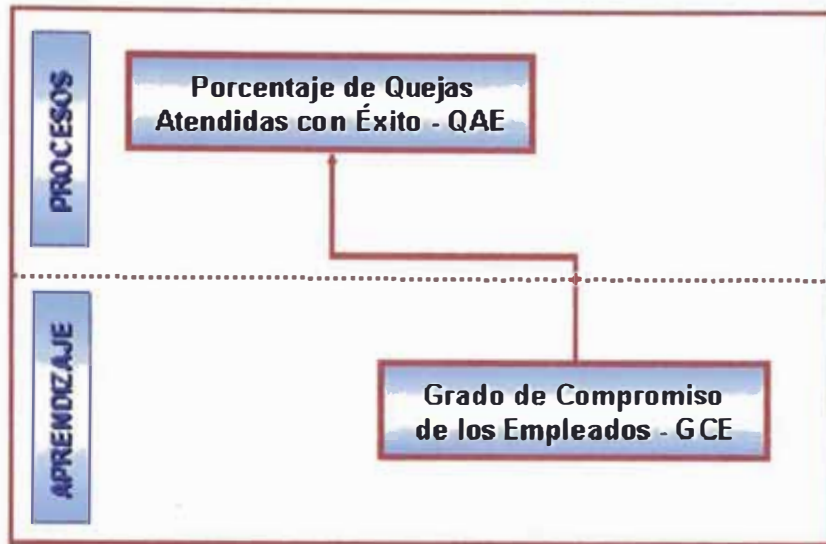 PROCESOS
Porcentaje de Quejas
Atendidas con Éxito - QAE
APRENDIZAJE
Grado de Compromiso
de los Empleados - GCE